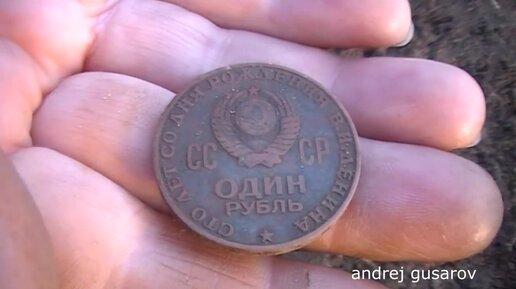 СТО ЛЕТ СО ДНЯ РОЖДЕНИЯ В.И.ЛЕНИНА
СС СР
ОДИН
РУБЛЬ
andrej gusarov